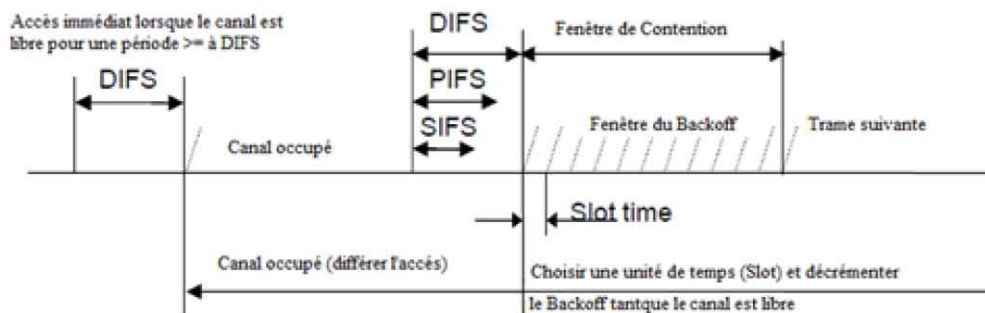 Accès immédiat lorsque le canal est
libre pour une période >= à DIFS
DIFS
Canal occupé
DIFS
PIFS
SIFS
Fenêtre de Contention
Fenêtre du Backoff
Trame suivante
Slot time
Canal occupé (différer l'accés)
Choisir une unité de temps (Slot) et décrémenter
le Backoff tantque le canal est libre